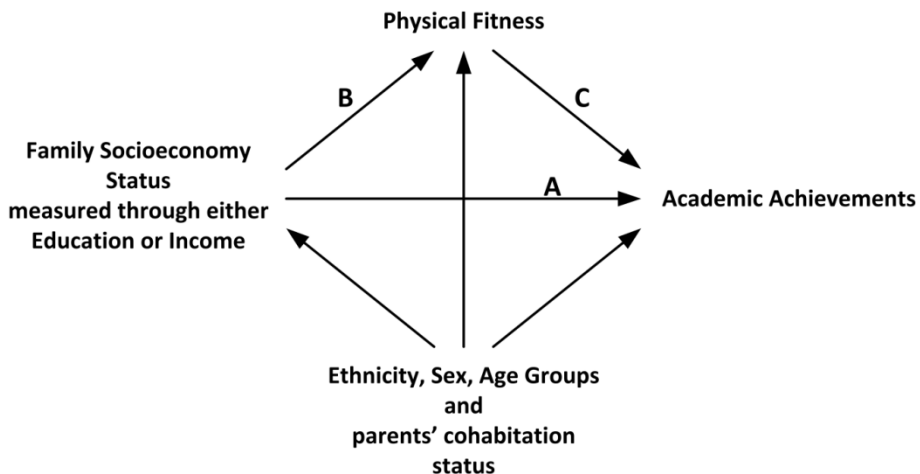 Physical Fitness
B
C
Family Socioeconomy
Status
measured through either
Education or Income
A
Academic Achievements
Ethnicity, Sex, Age Groups
and
parents’ cohabitation
status